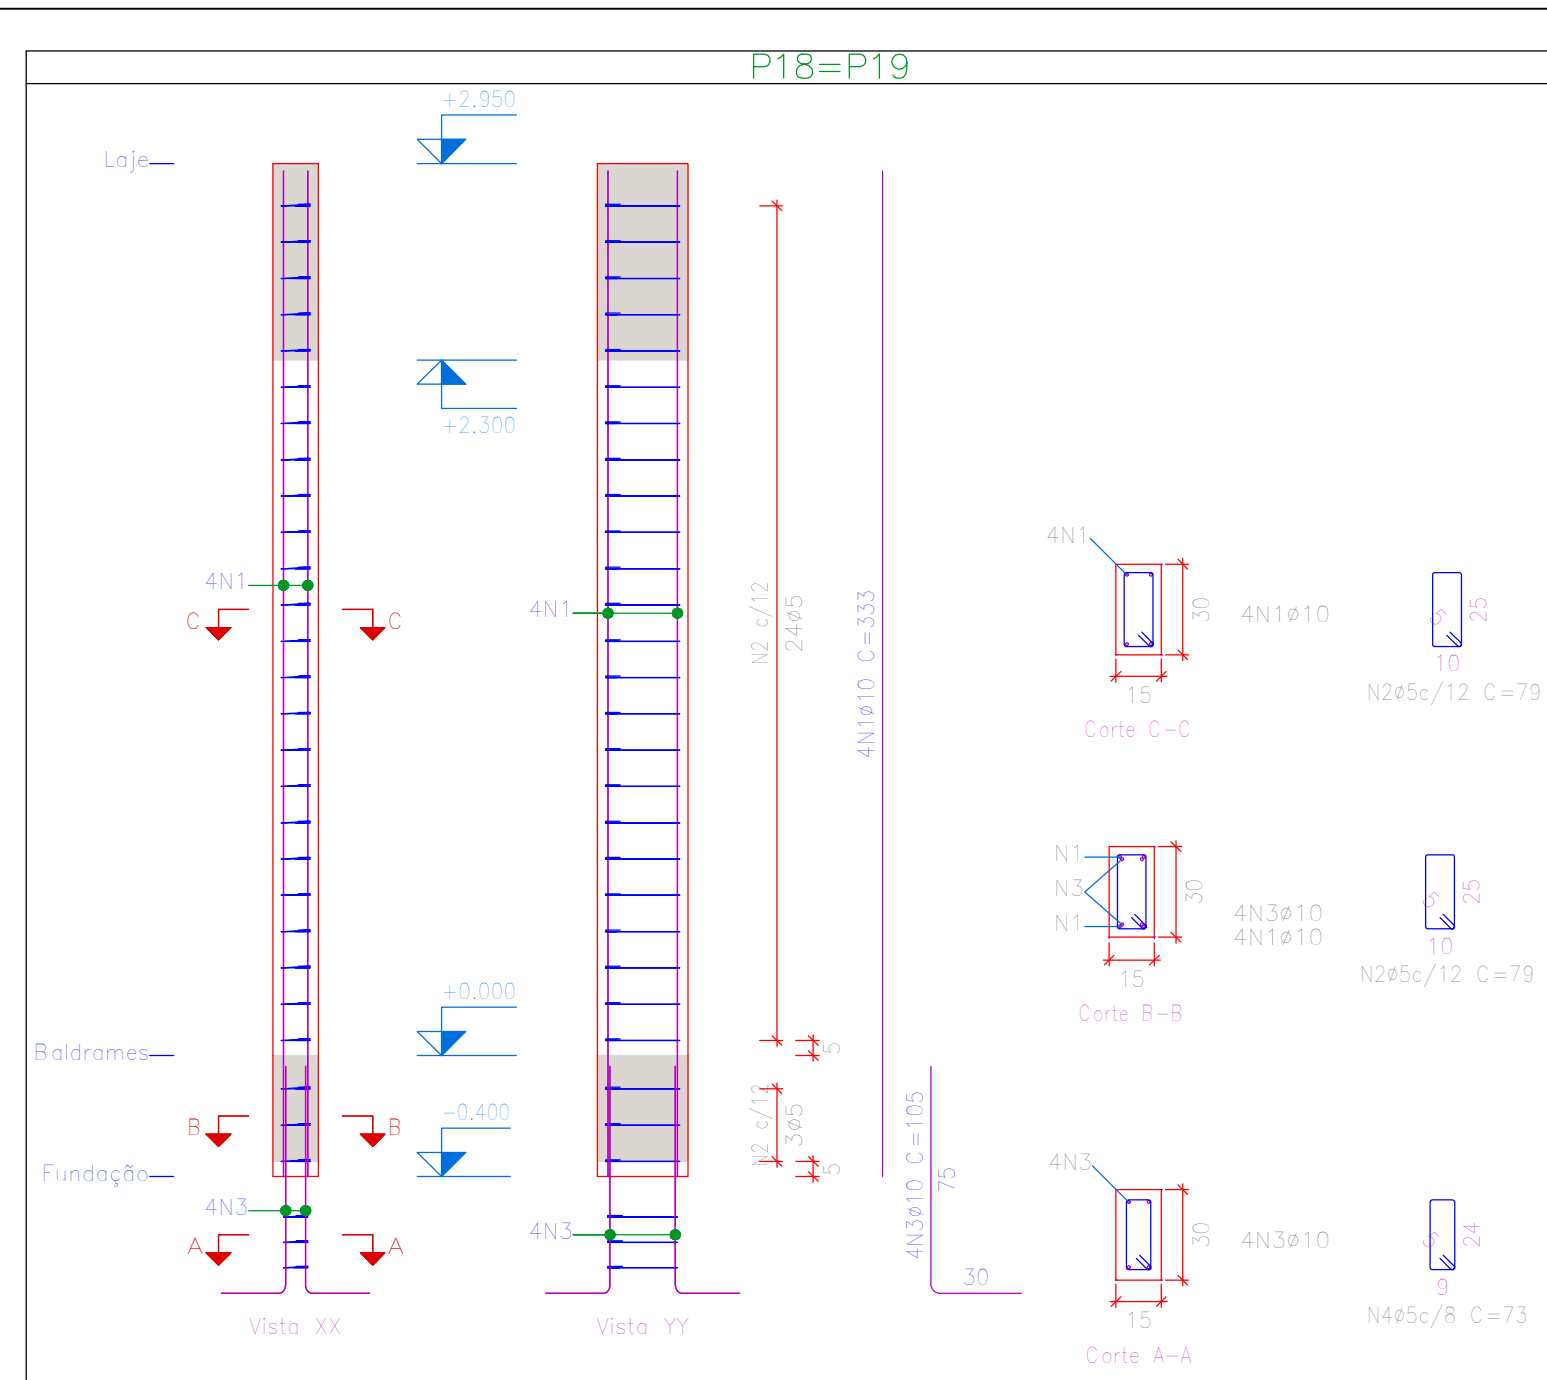 P18=P19
+2.950
Laje
+2.300
4N1
C
C
4N1
N2 c/12
24ø5
4N1ø10 C=333
4N1
30
15
4N1ø10
Corte C-C
5
25
10
N2ø5c/12 C=79
N1
N3
N1
30
15
4N3ø10
4N1ø10
Corte B-B
5
25
10
N2ø5c/12 C=79
+0.000
Baldrames
5
B
B
-0.400
N2 c/12
3ø5
5
Fundação
4N3
A
A
4N3
4N3ø10 C=105
75
30
4N3
30
15
4N3ø10
Corte A-A
5
24
9
N4ø5c/8 C=73
Vista XX
Vista YY